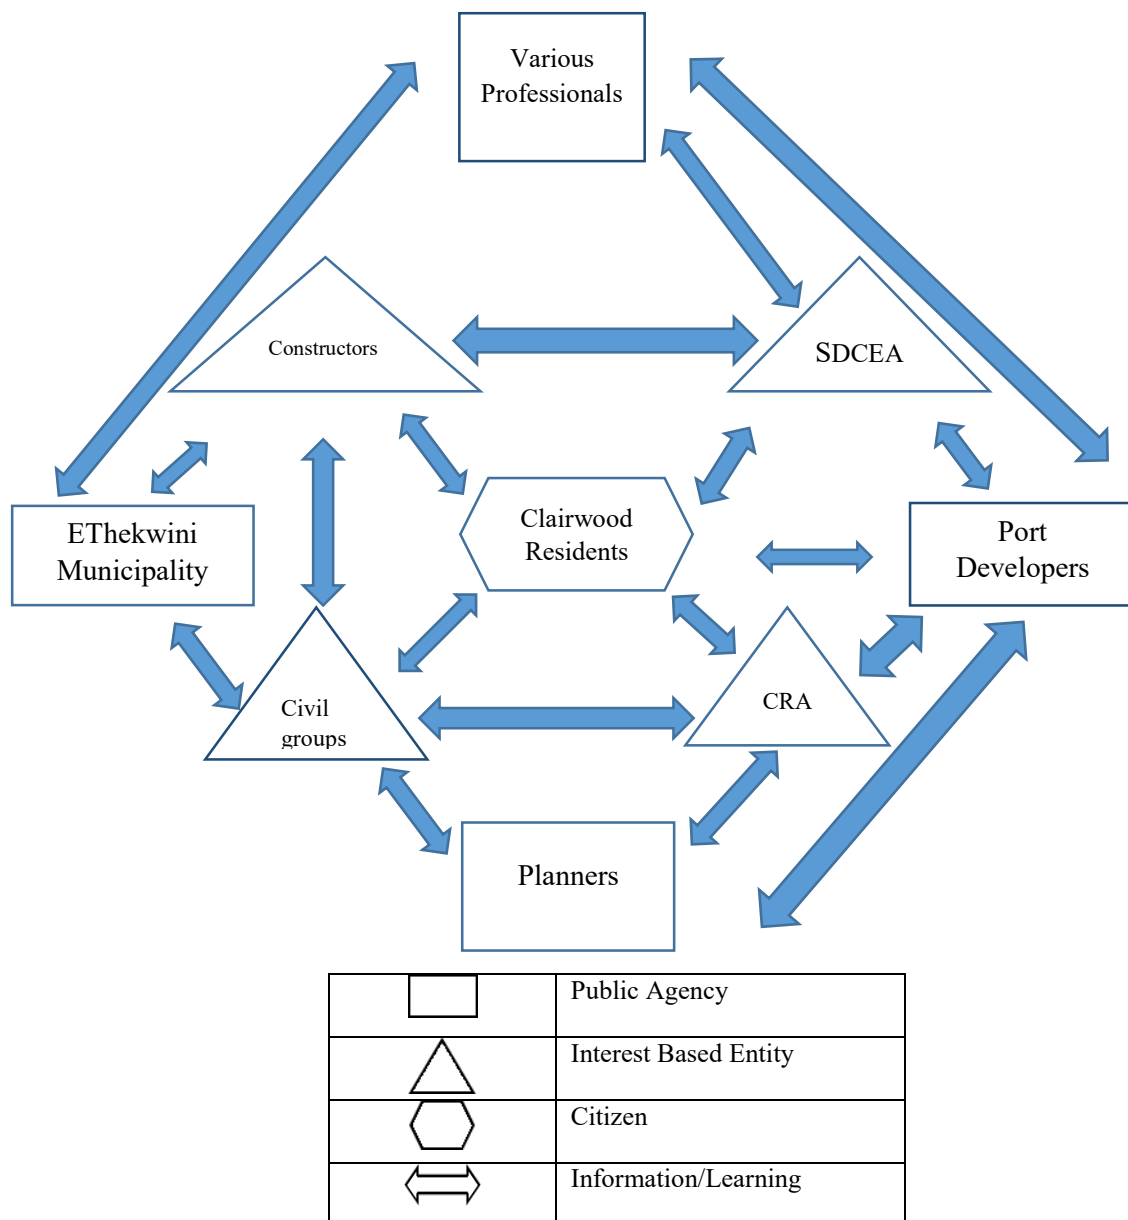 Various
Professionals
Constructors
SDCEA
EThekwini
Municipality
Clairwood
Residents
Port
Developers
Civil
groups
CRA
Planners
Public Agency
Interest Based Entity
Citizen
Information/Learning